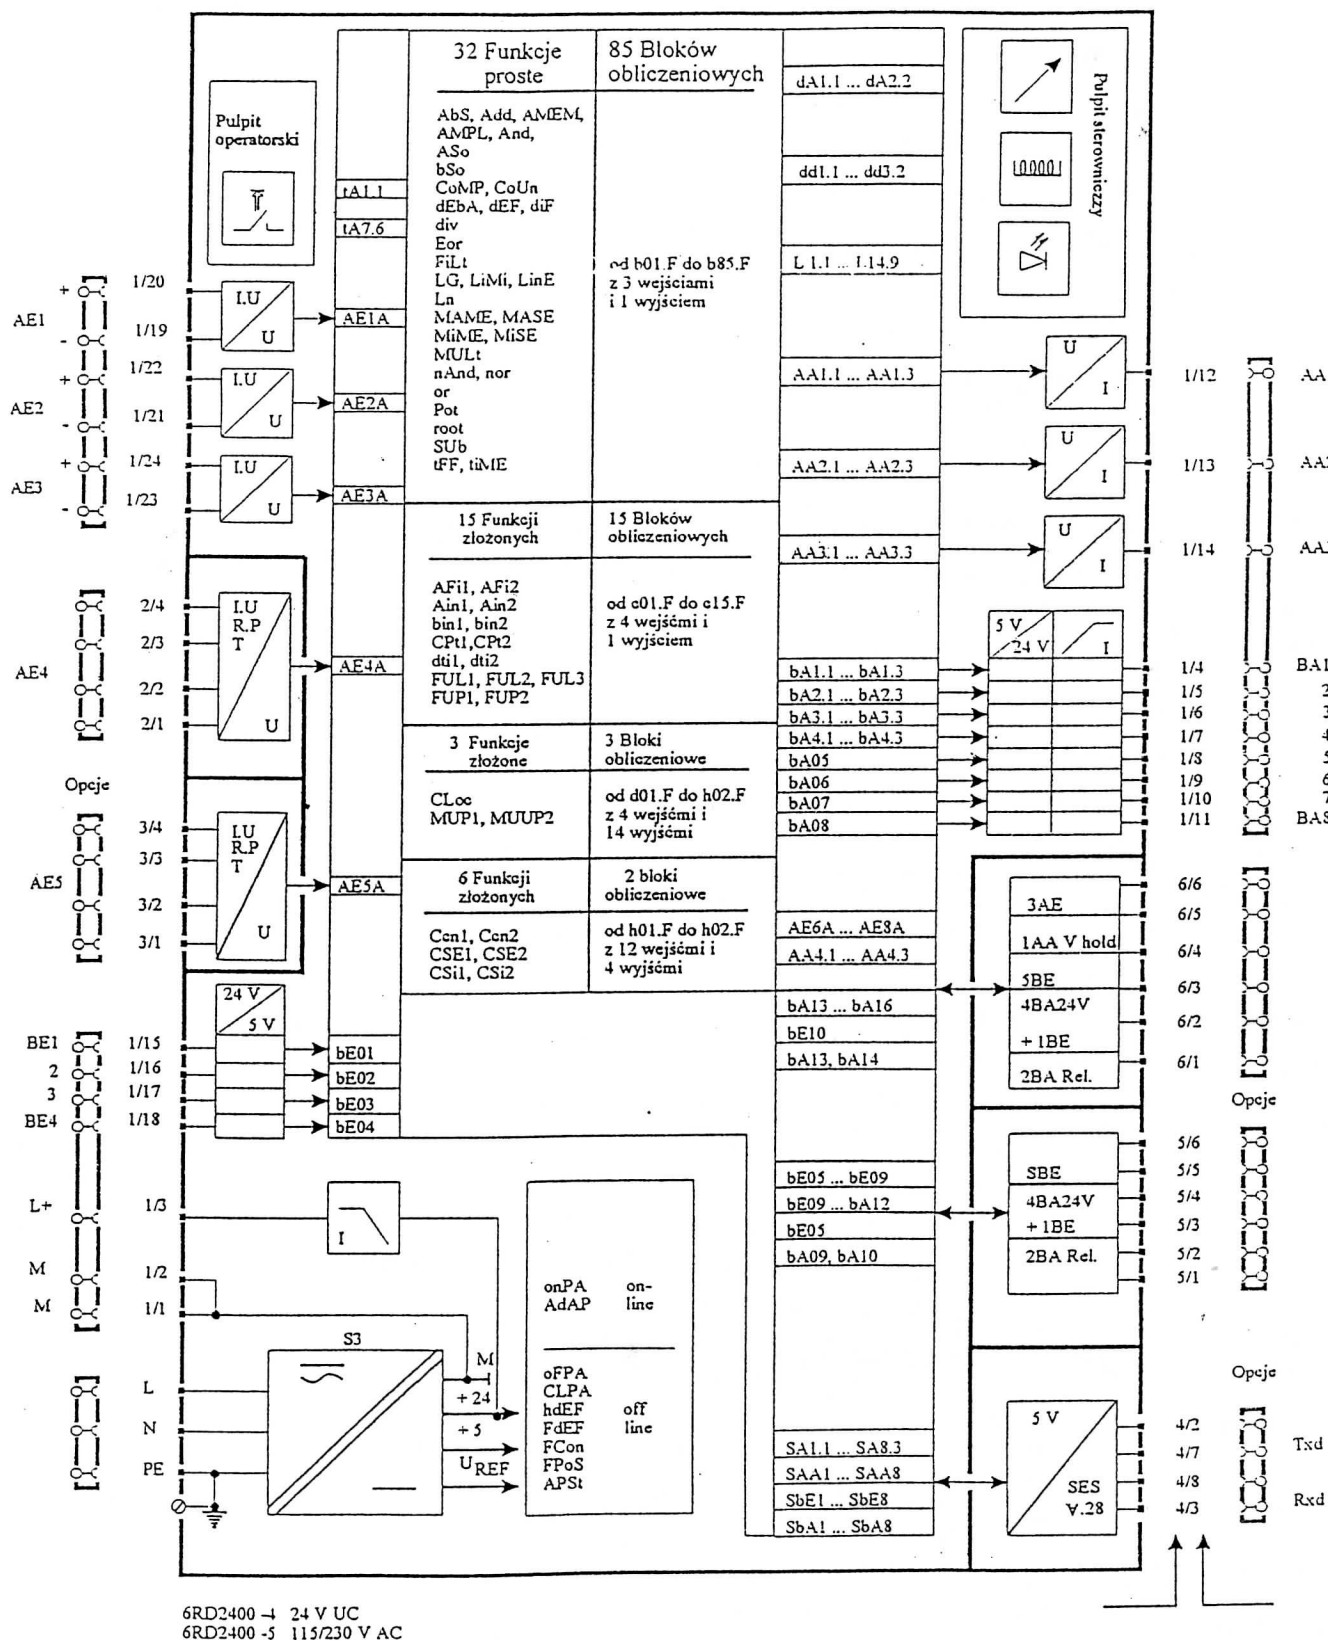 Pulpit
operatorski
tA1.1
tA7.6
32 Funkcje
proste
85 Bloków
obliczeniowych
AbS, Add, AMEM,
AMPL, And,
ASo
bSo
CoMP, CoUn
dEbA, dEF, diF
div
Eor
FiLt
LG, LiMi, LinE
Ln
MAME, MASE
MiME, MiSE
MULt
nAnd, nor
or
Pot
root
SUb
tFF, tiME
od b01.F do b85.F
z 3 wejściami
i 1 wyjściem
dA1.1 ... dA2.2
dd1.1 ... dd3.2
L 1.1 ... L14.9
Pulpit sterowniczy
AE1
+
-
1/20
1/19
I.U
U
AE1A
AE2
+
-
1/22
1/21
I.U
U
AE2A
AE3
+
-
1/24
1/23
I.U
U
AE3A
AA1.1 ... AA1.3
U
I
1/12
AA
AA2.1 ... AA2.3
U
I
1/13
AA3.1 ... AA3.3
U
I
1/14
15 Funkcji
złożonych
15 Bloków
obliczeniowych
AFi1, AFi2
Ain1, Ain2
bin1, bin2
CPt1,CPt2
dti1, dti2
FUL1, FUL2, FUL3
FUP1, FUP2
od c01.F do c15.F
z 4 wejśćmi i
1 wyjściem
AE4
2/4
2/3
2/2
2/1
I.U
R.P
T
U
AE4A
Opcje
3 Funkcje
złożone
3 Bloki
obliczeniowe
CLoc
MUP1, MUUP2
od d01.F do h02.F
z 4 wejśćmi i
14 wyjśćmi
AE5
3/4
3/3
3/2
3/1
I.U
R.P
T
U
AE5A
6 Funkcji
złożonych
2 bloki
obliczeniowe
Ccn1, Ccn2
CSE1, CSE2
CSi1, CSi2
od h01.F do h02.F
z 12 wejśćmi i
4 wyjśćmi
5 V
24 V
I
bA1.1 ... bA1.3
1/4
BA1
bA2.1 ... bA2.3
1/5
2
bA3.1 ... bA3.3
1/6
3
bA4.1 ... bA4.3
1/7
4
bA05
1/8
5
bA06
1/9
6
bA07
1/10
7
bA08
1/11
BA8
AE6A ... AE8A
AA4.1 ... AA4.3
bA13 ... bA16
bE10
bA13, bA14
3AE
1AA V hold
5BE
4BA24V
+ 1BE
2BA Rel.
6/6
6/5
6/4
6/3
6/2
6/1
Opcje
24 V
5 V
BE1
1/15
bE01
2
1/16
bE02
3
1/17
bE03
BE4
1/18
bE04
bE05 ... bE09
bE09 ... bA12
bE05
bA09, bA10
SBE
4BA24V
+ 1BE
2BA Rel.
5/6
5/5
5/4
5/3
5/2
5/1
L+
1/3
I
M
1/2
M
1/1
S3
M
+ 24
+ 5
UREF
L
N
PE
onPA
AdAP
on-
line
oFPA
CLPA
hdEF
FdEF
FCon
FPoS
APSt
off
line
Opcje
SA1.1 ... SA8.3
SAA1 ... SAA8
SbE1 ... SbE8
SbA1 ... SbA8
5 V
SES
V.28
4/2
4/7
4/8
4/3
Txd
Rxd
6RD2400 -4 24 V UC
6RD2400 -5 115/230 V AC